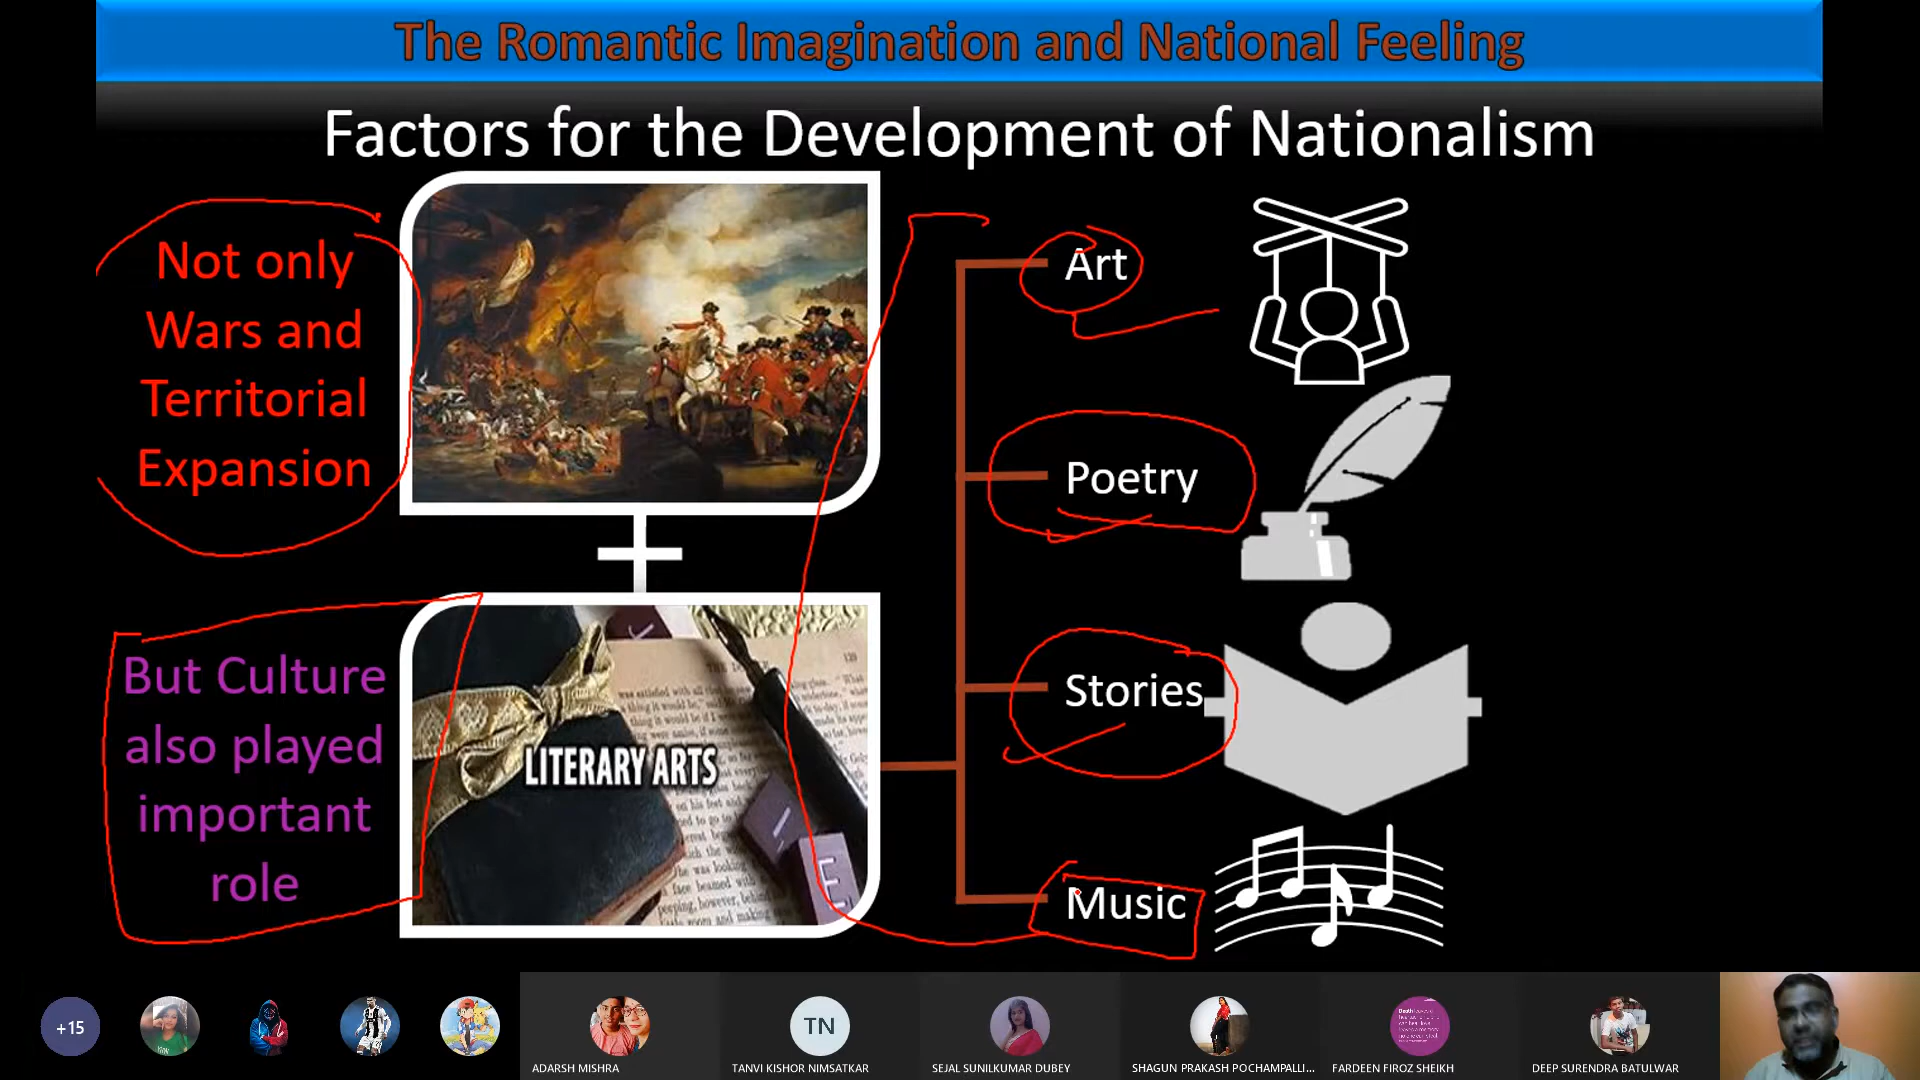 The Romantic Imagination and National Feeling
Factors for the Development of Nationalism
Not only
Wars and
Territorial
Expansion
But Culture
also played
important
role
LITERARY ARTS
Art
Poetry
Stories
Music
+15
ADARSH MISHRA
TN
TANVI KISHOR NIMSATKAR
SEJAL SUNILKUMAR DUBEY
SHAGUN PRAKASH POCHAMPALLI...
FARDEEN FIROZ SHEIKH
DEEP SURENDRA BATULWAR